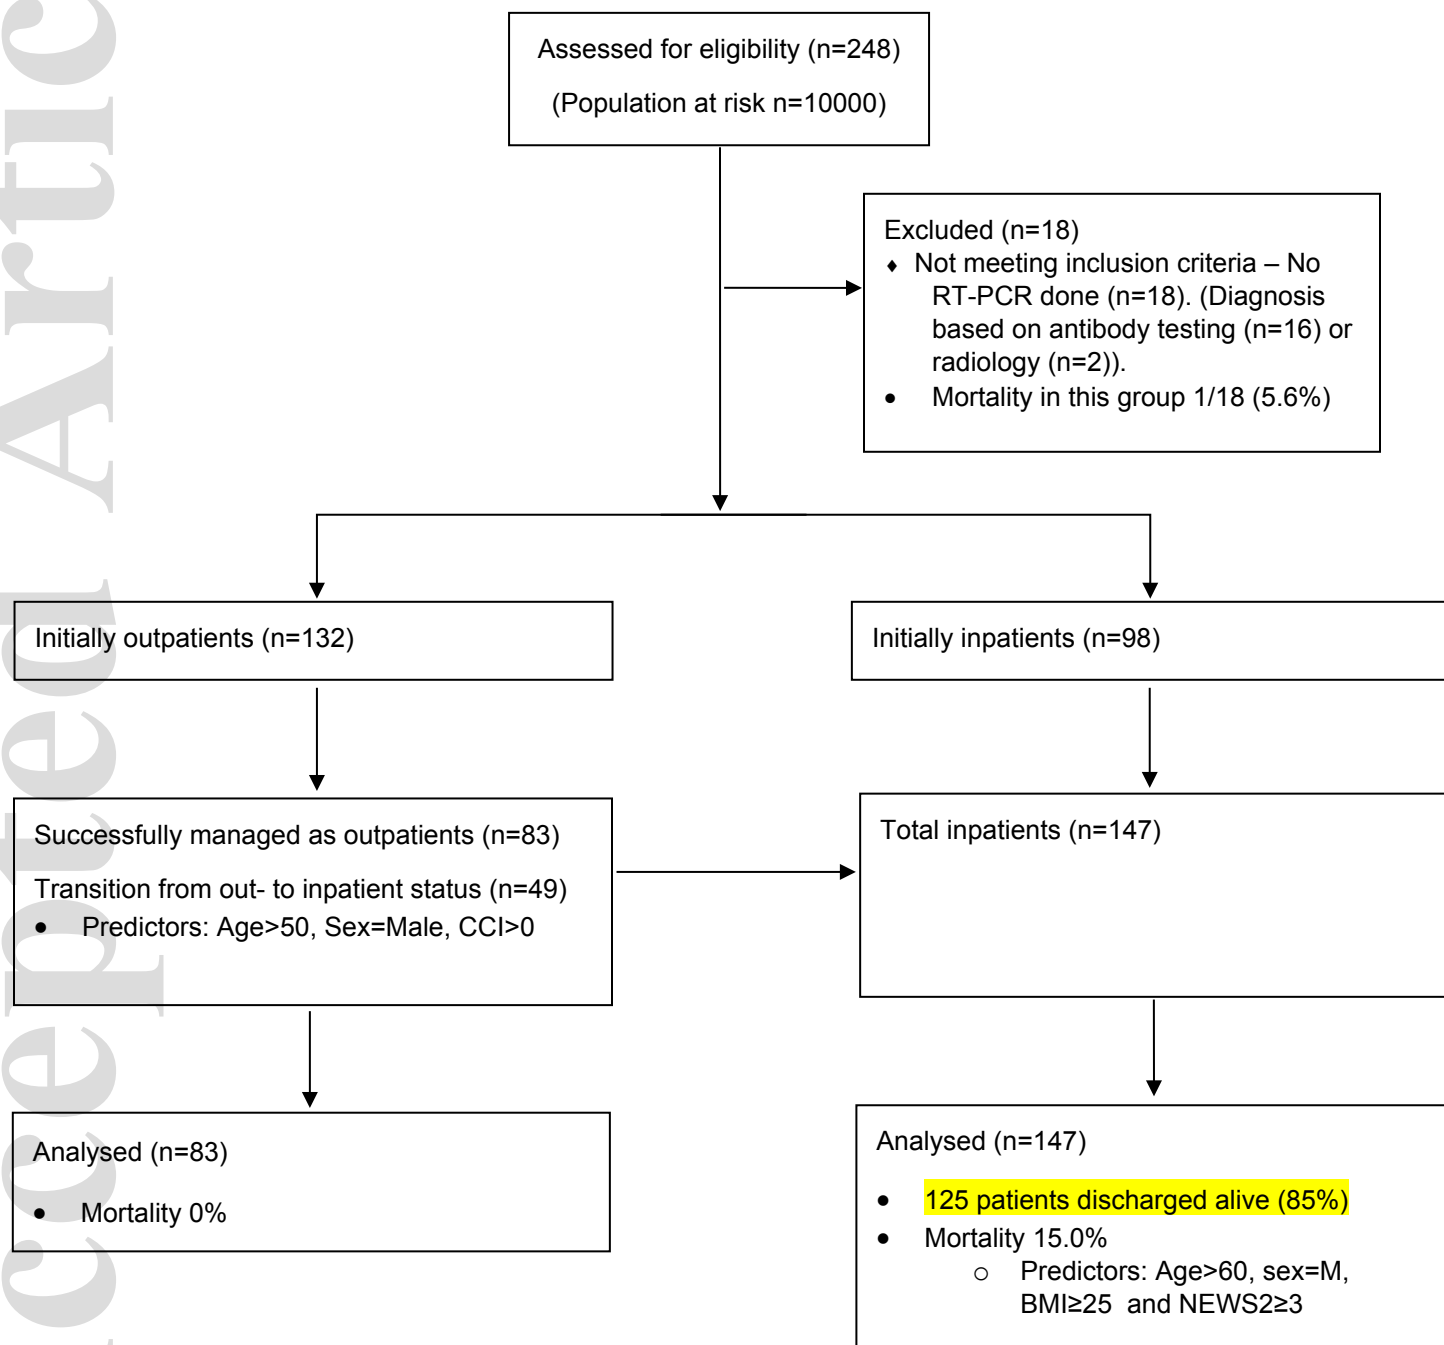 Assessed for eligibility (n=248)
(Population at risk n=10000)
Excluded (n=18)
⬧ Not meeting inclusion criteria – No
RT-PCR done (n=18). (Diagnosis
based on antibody testing (n=16) or
radiology (n=2)).
• Mortality in this group 1/18 (5.6%)
Initially outpatients (n=132)
Initially inpatients (n=98)
Successfully managed as outpatients (n=83)
Transition from out- to inpatient status (n=49)
• Predictors: Age>50, Sex=Male, CCI>0
Total inpatients (n=147)
Analysed (n=83)
• Mortality 0%
Analysed (n=147)
• 125 patients discharged alive (85%)
• Mortality 15.0%
o Predictors: Age>60, sex=M,
BMI≥25 and NEWS2≥3
cepted Artic